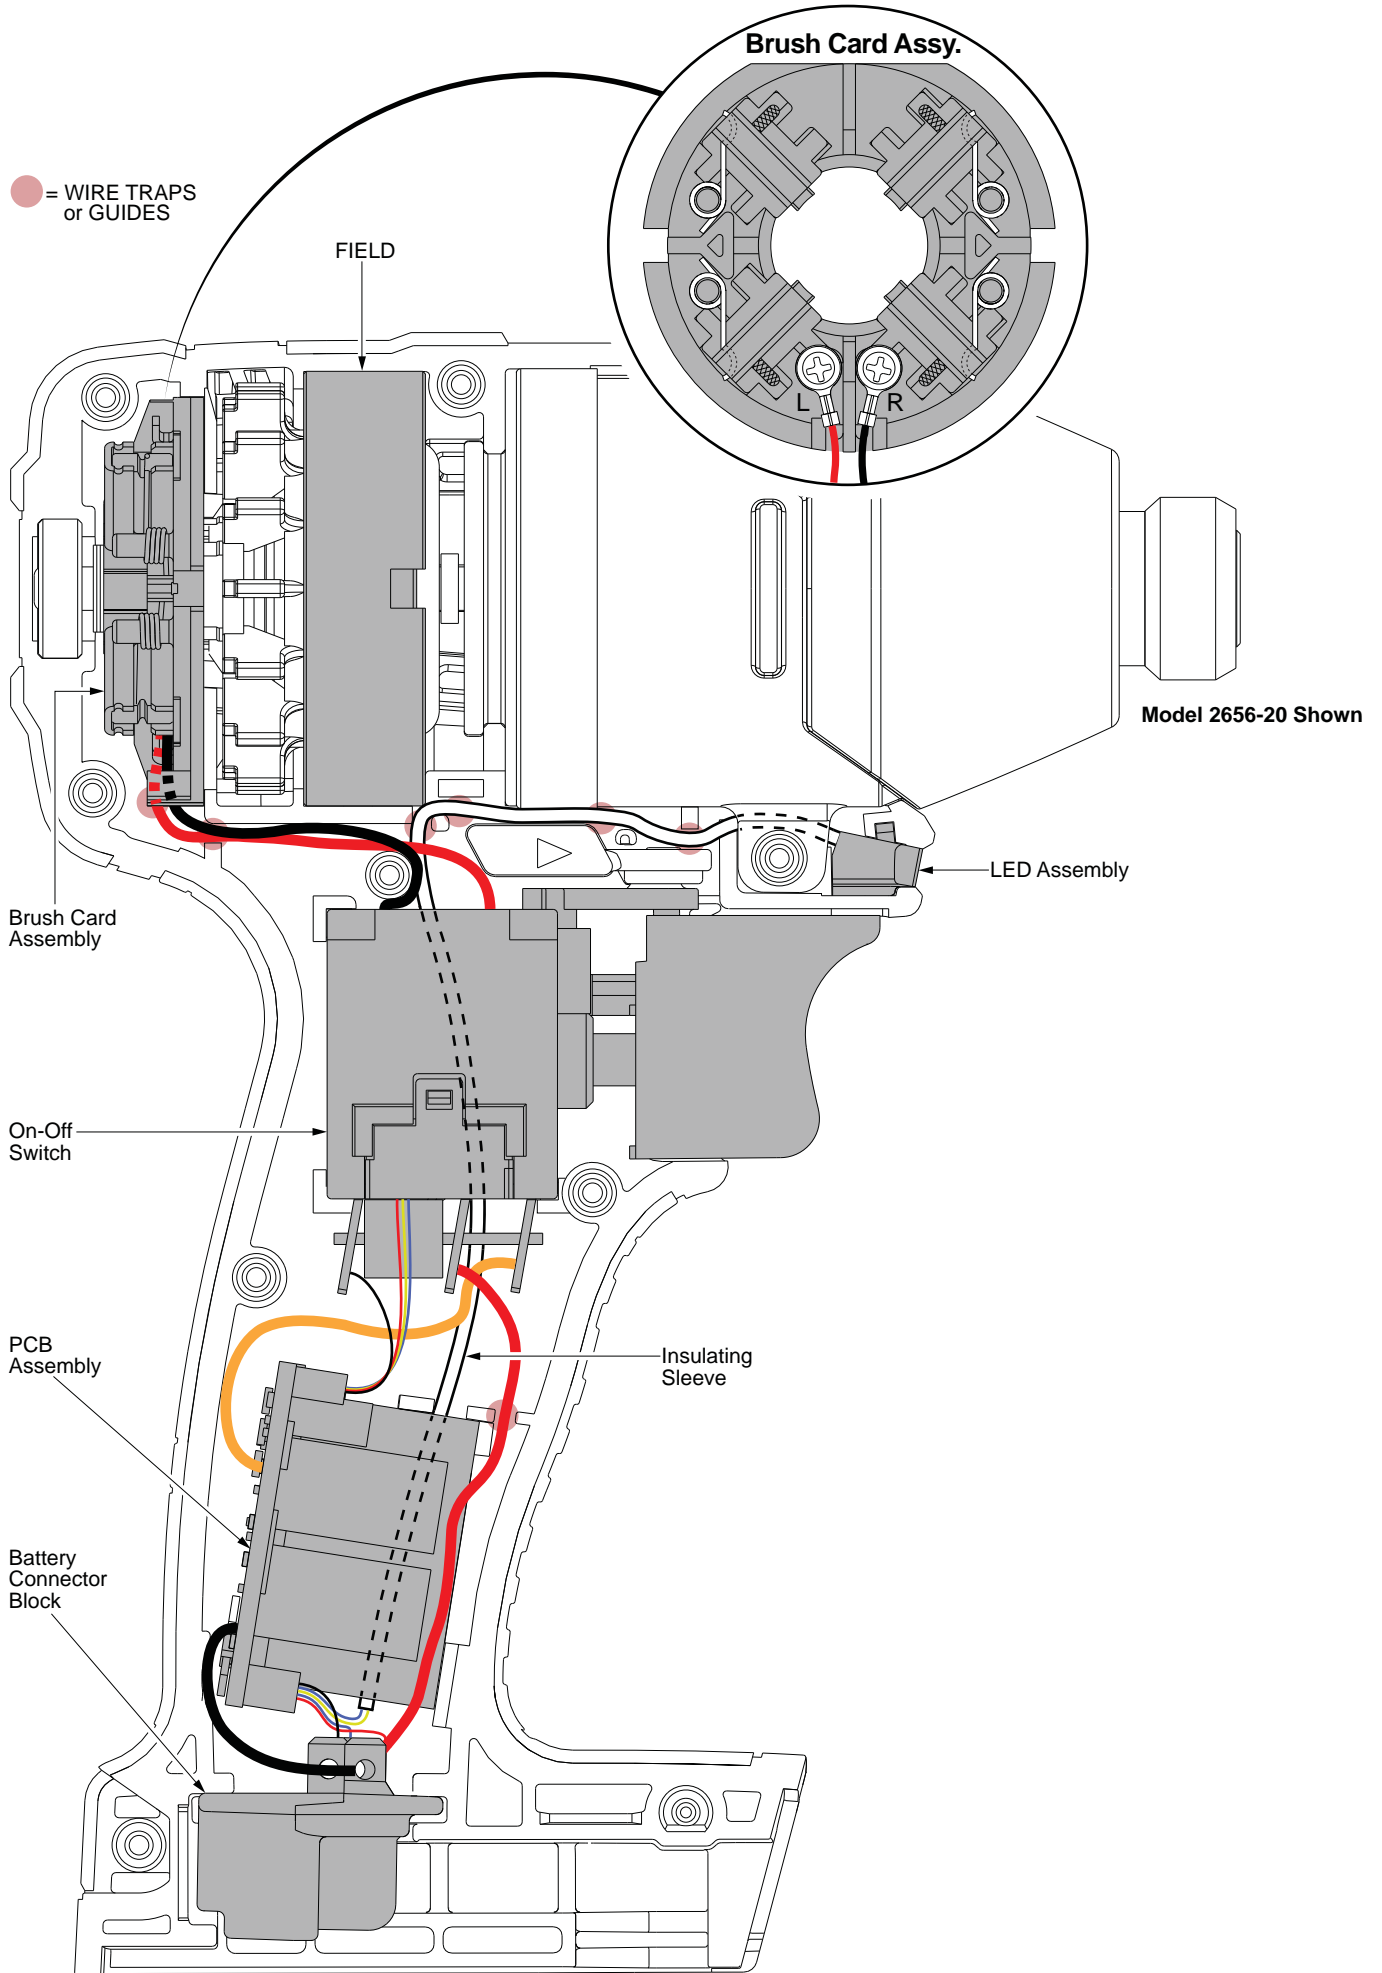 Brush Card Assy.
= WIRE TRAPS
or GUIDES
FIELD
L
R
Model 2656-20 Shown
LED Assembly
Brush Card
Assembly
On-Off
Switch
PCB
Assembly
Insulating
Sleeve
Battery
Connector
Block